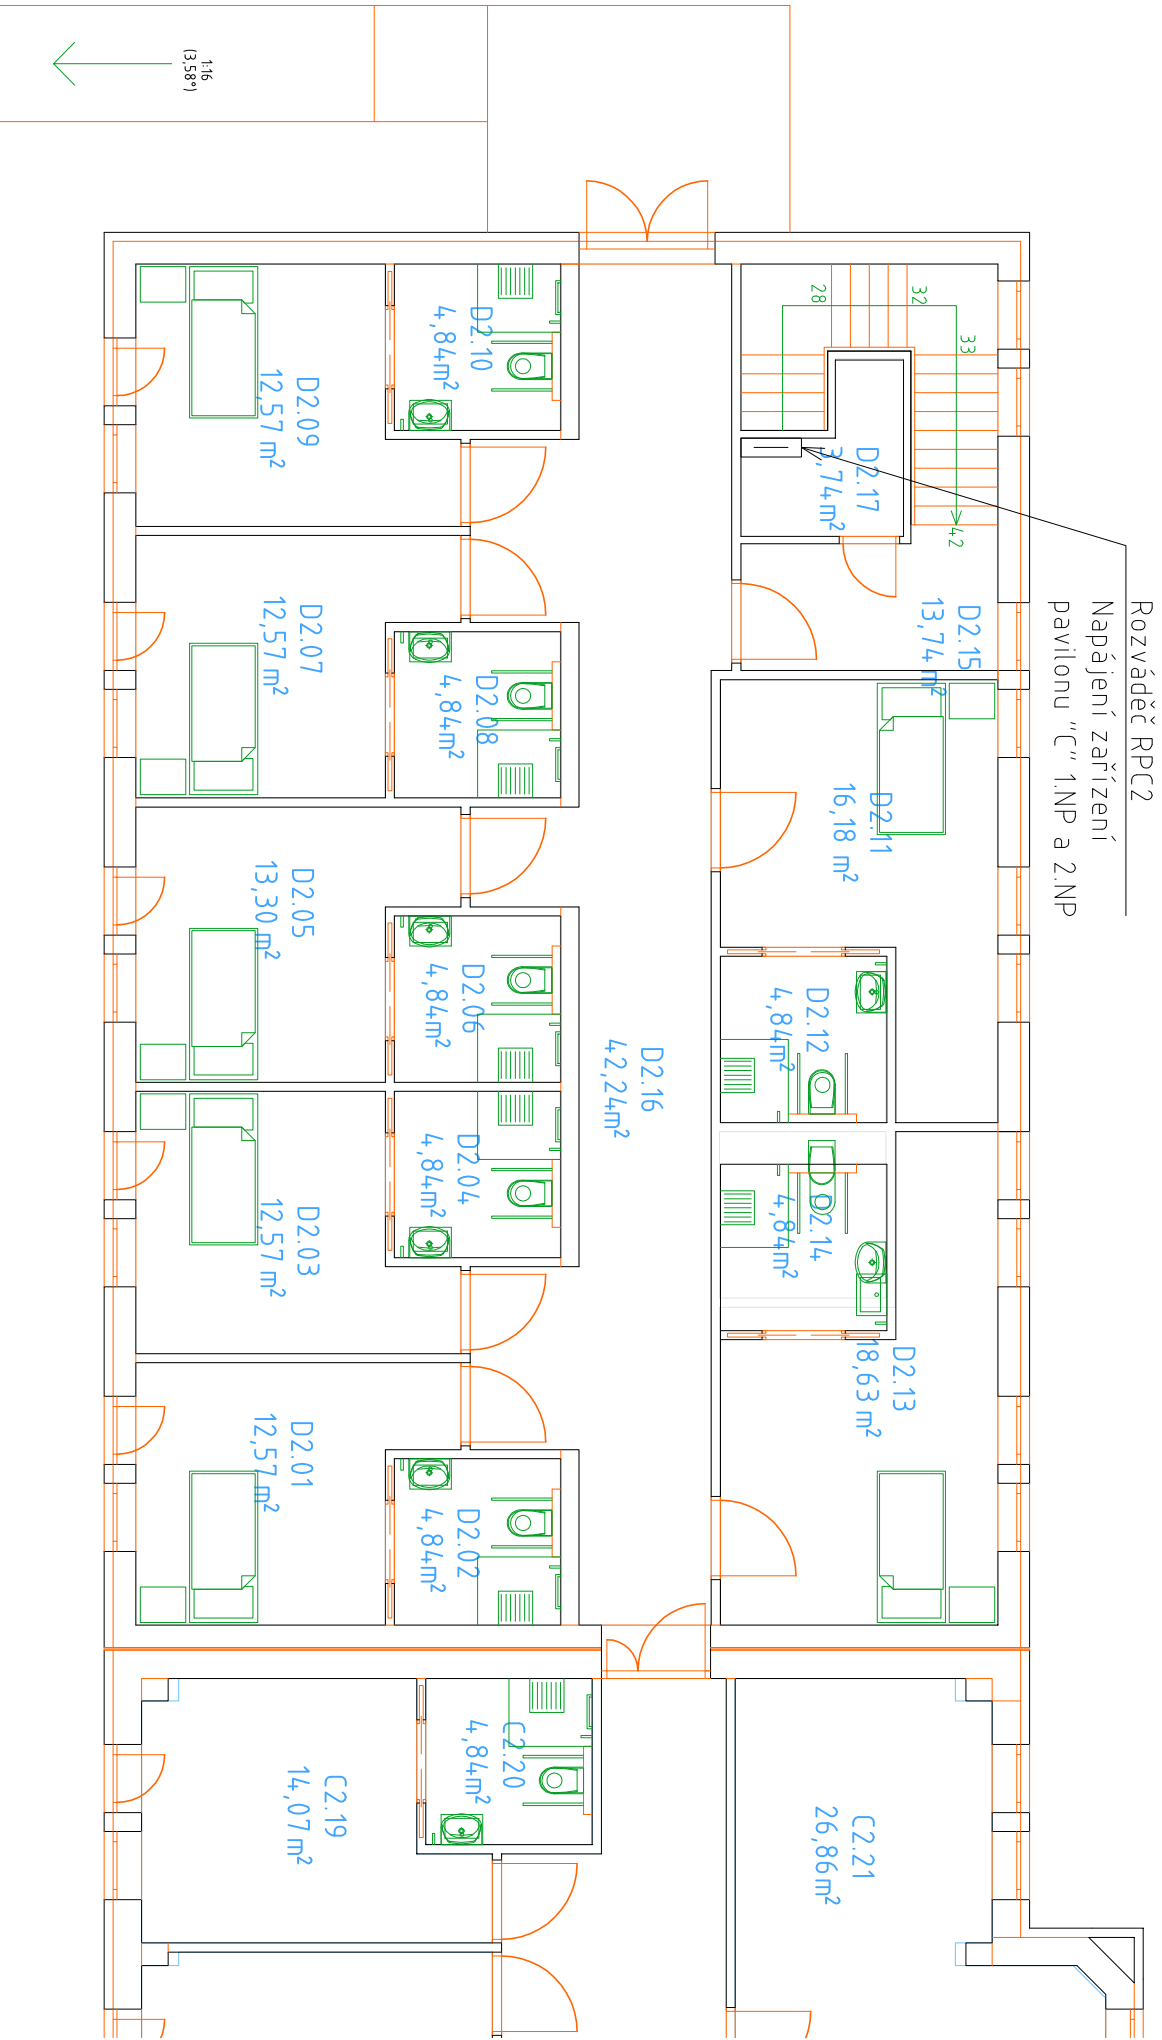 1:16
(3,58°)
Rozváděč RPC2
Napájení zařízení
pavilonu "C" 1.NP a 2.NP
32
28
33
42
D2.10
4,84m²
D2.09
12,57 m²
D2.17
3,74m²
D2.15
13,74 m²
D2.07
12,57 m²
D2.08
4,84m²
D2.11
16,18 m²
D2.05
13,30 m²
D2.06
4,84m²
D2.12
4,84m²
D2.16
42,24m²
D2.04
4,84m²
D2.03
12,57 m²
D2.14
4,84m²
D2.13
18,63 m²
D2.01
12,57 m²
D2.02
4,84m²
C2.20
4,84m²
C2.19
14,07 m²
C2.21
26,86m²